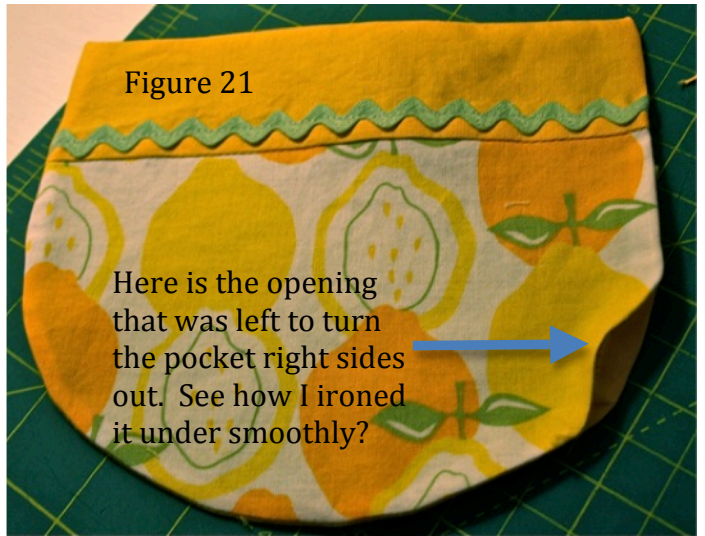 Figure 21
Here is the opening
that was left to turn
the pocket right sides
out.  See how I ironed
it under smoothly?